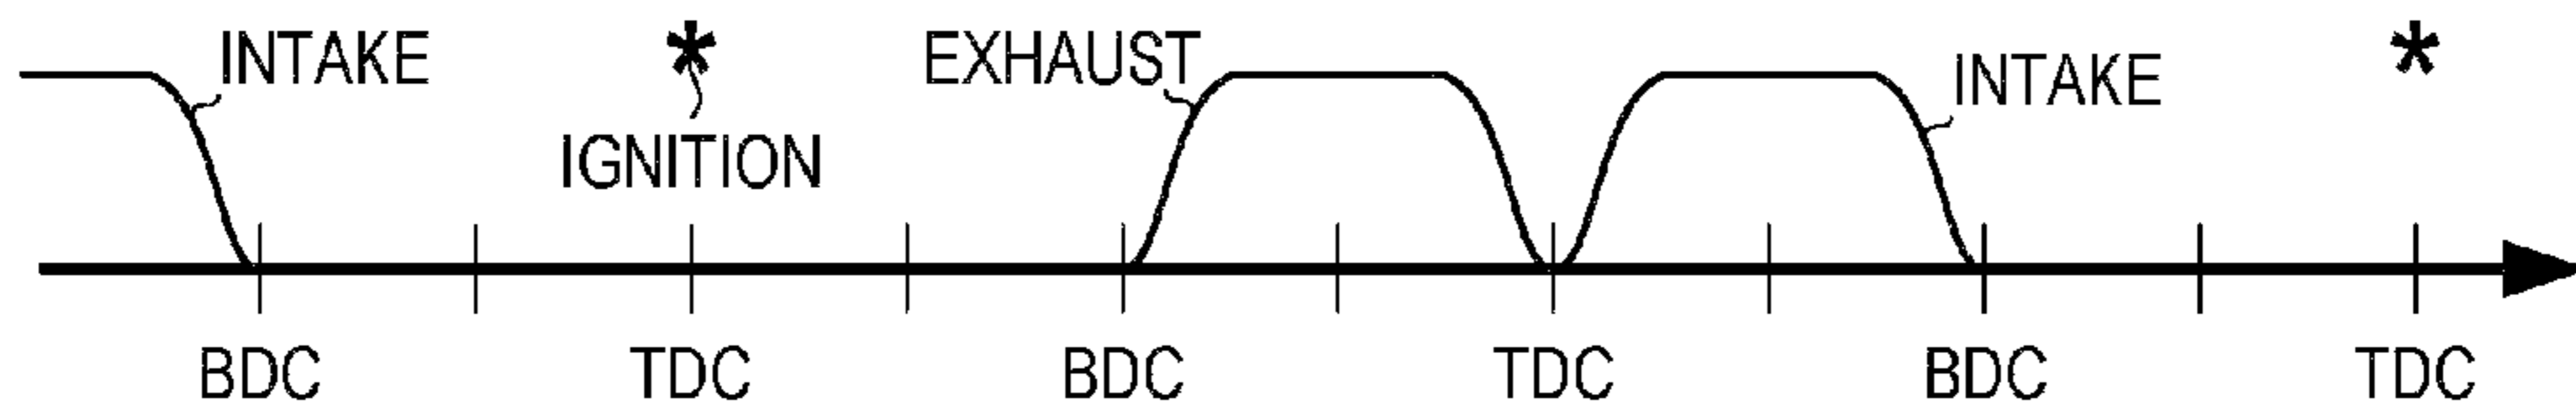 INTAKE
*
EXHAUST
INTAKE
*
IGNITION
BDC TDC BDC TDC BDC TDC